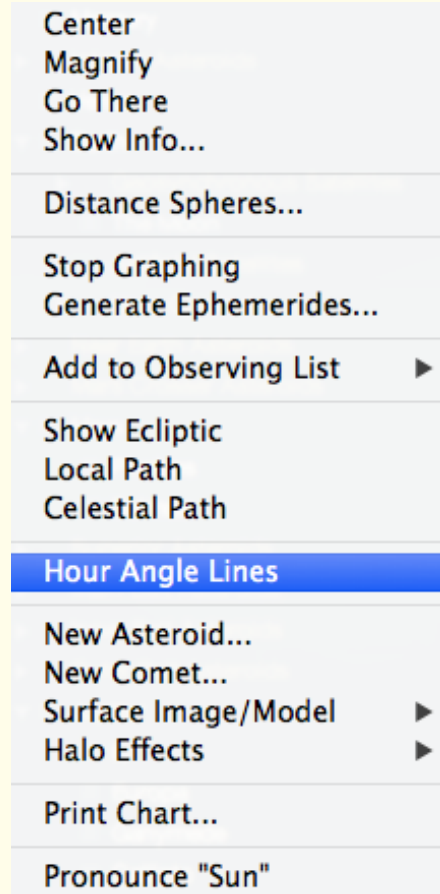 Center
Magnify
Go There
Show Info...
Distance Spheres...
Stop Graphing
Generate Ephemerides...
Add to Observing List
Show Ecliptic
Local Path
Celestial Path
Hour Angle Lines
New Asteroid...
New Comet...
Surface Image/Model
Halo Effects
Print Chart...
Pronounce "Sun"